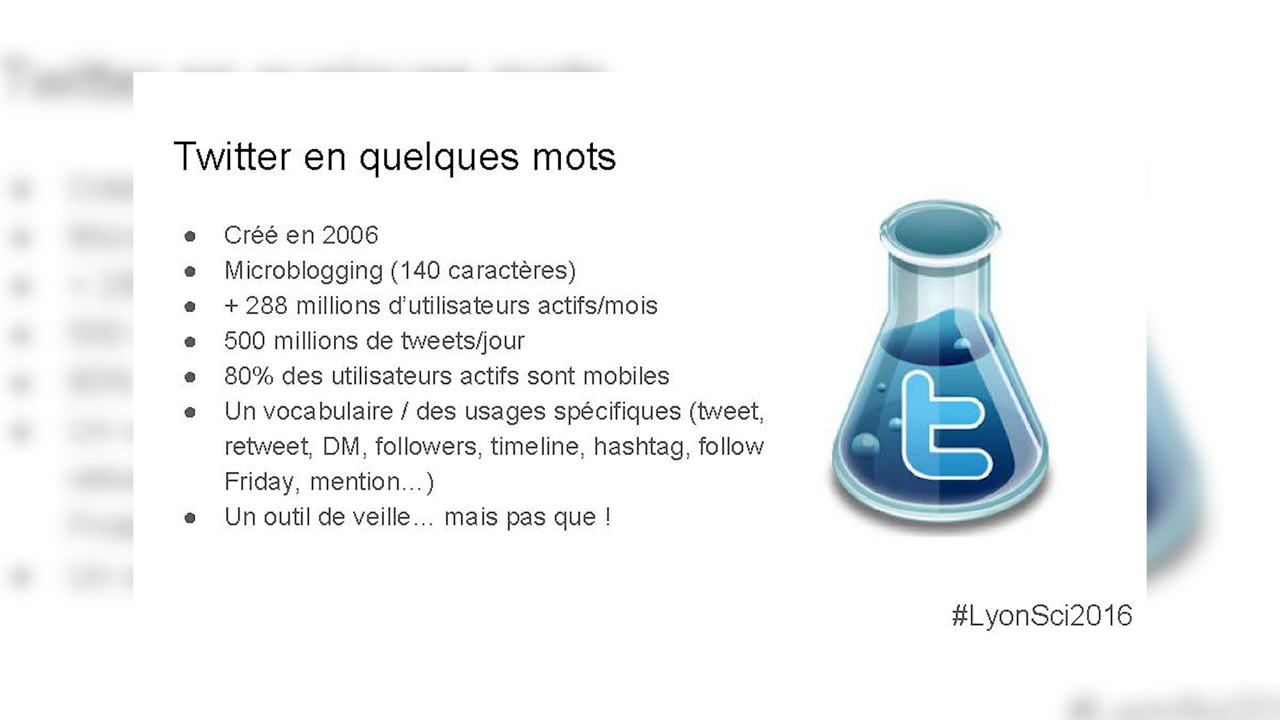 Twitter en quelques mots
● Créé en 2006
● Microblogging (140 caractères)
● + 288 millions d’utilisateurs actifs/mois
● 500 millions de tweets/jour
● 80% des utilisateurs actifs sont mobiles
● Un vocabulaire / des usages spécifiques (tweet,
retweet, DM, followers, timeline, hashtag, follow
Friday, mention…)
● Un outil de veille… mais pas que !
t
#LyonSci2016